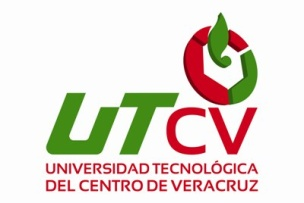 UTCV
UNIVERSIDAD TECNOLÓGICA
DEL CENTRO DE VERACRUZ